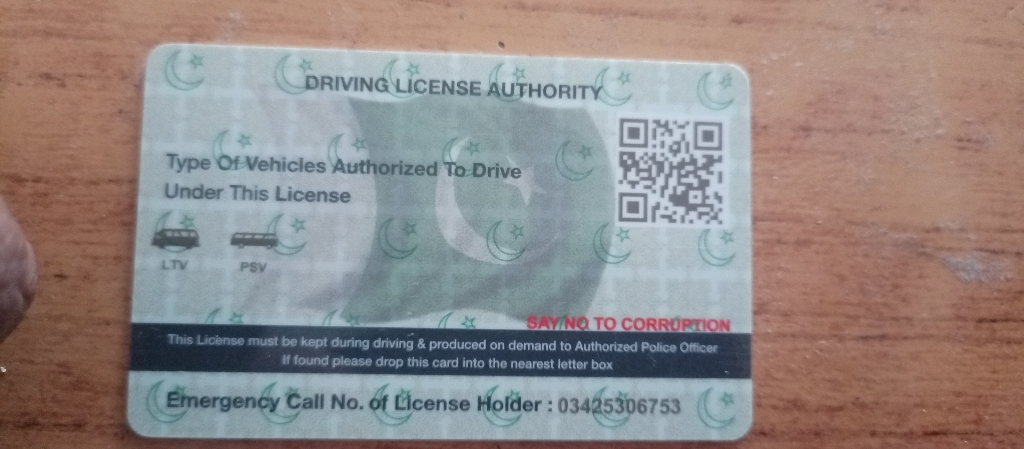 DRIVING LICENSE AUTHORITY
Type Of Vehicles Authorized To Drive
Under This License
LTV PSV
SAY NO TO CORRUPTION
This License must be kept during driving & produced on demand to Authorized Police Officer
If found please drop this card into the nearest letter box
Emergency Call No. of License Holder : 03425306753